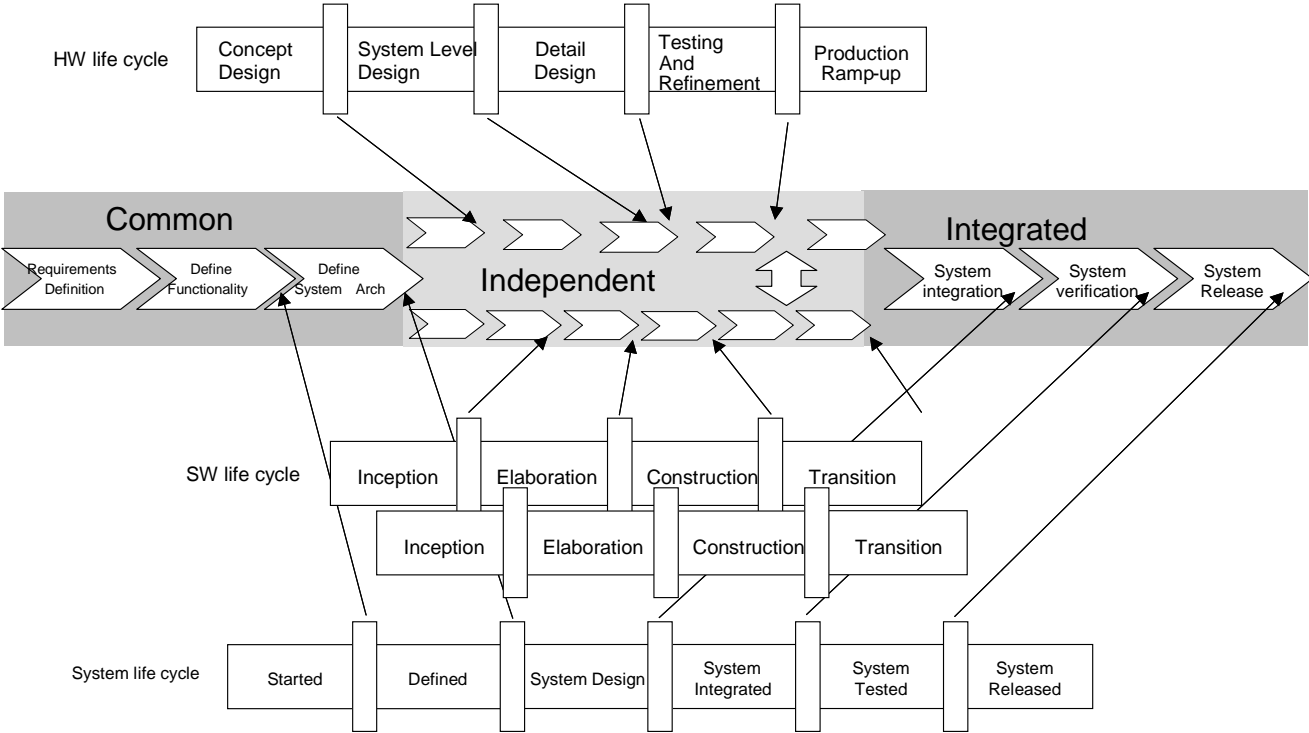 HW life cycle
Concept
Design
System Level
Design
Detail
Design
Testing
And
Refinement
Production
Ramp-up
Common
Independent
Integrated
Requirements
Definition
Define
Functionality
Define
System Arch
System
integration
System
verification
System
Release
SW life cycle
Inception
Elaboration
Construction
Transition
Inception
Elaboration
Construction
Transition
System life cycle
Started
Defined
System Design
System
Integrated
System
Tested
System
Released